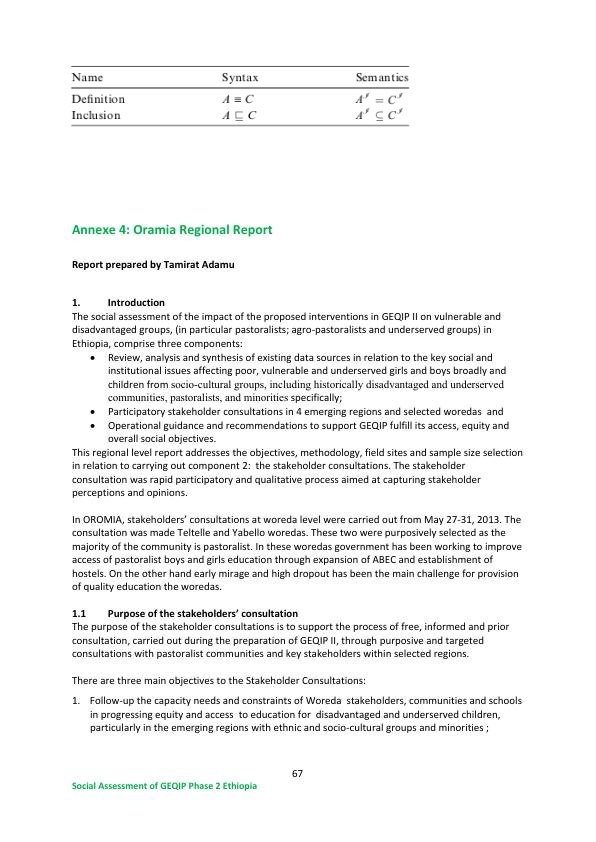 Name Syntax Semantics
Definition A ≡ C A^𝓘 = C^𝓘
Inclusion A ⊑ C A^𝓘 ⊆ C^𝓘
Annexe 4: Oramia Regional Report
Report prepared by Tamirat Adamu
1. Introduction
The social assessment of the impact of the proposed interventions in GEQIP II on vulnerable and
disadvantaged groups, (in particular pastoralists; agro-pastoralists and underserved groups) in
Ethiopia, comprise three components:
• Review, analysis and synthesis of existing data sources in relation to the key social and
institutional issues affecting poor, vulnerable and underserved girls and boys broadly and
children from socio-cultural groups, including historically disadvantaged and underserved
communities, pastoralists, and minorities specifically;
• Participatory stakeholder consultations in 4 emerging regions and selected woredas and
• Operational guidance and recommendations to support GEQIP fulfill its access, equity and
overall social objectives.
This regional level report addresses the objectives, methodology, field sites and sample size selection
in relation to carrying out component 2: the stakeholder consultations. The stakeholder
consultation was rapid participatory and qualitative process aimed at capturing stakeholder
perceptions and opinions.
In OROMIA, stakeholders' consultations at woreda level were carried out from May 27-31, 2013. The
consultation was made Teltelle and Yabello woredas. These two were purposively selected as the
majority of the community is pastoralist. In these woredas government has been working to improve
access of pastoralist boys and girls education through expansion of ABEC and establishment of
hostels. On the other hand early mirage and high dropout has been the main challenge for provision
of quality education the woredas.
1.1 Purpose of the stakeholders' consultation
The purpose of the stakeholder consultations is to support the process of free, informed and prior
consultation, carried out during the preparation of GEQIP II, through purposive and targeted
consultations with pastoralist communities and key stakeholders within selected regions.
There are three main objectives to the Stakeholder Consultations:
1. Follow-up the capacity needs and constraints of Woreda stakeholders, communities and schools
in progressing equity and access to education for disadvantaged and underserved children,
particularly in the emerging regions with ethnic and socio-cultural groups and minorities ;
67
Social Assessment of GEQIP Phase 2 Ethiopia